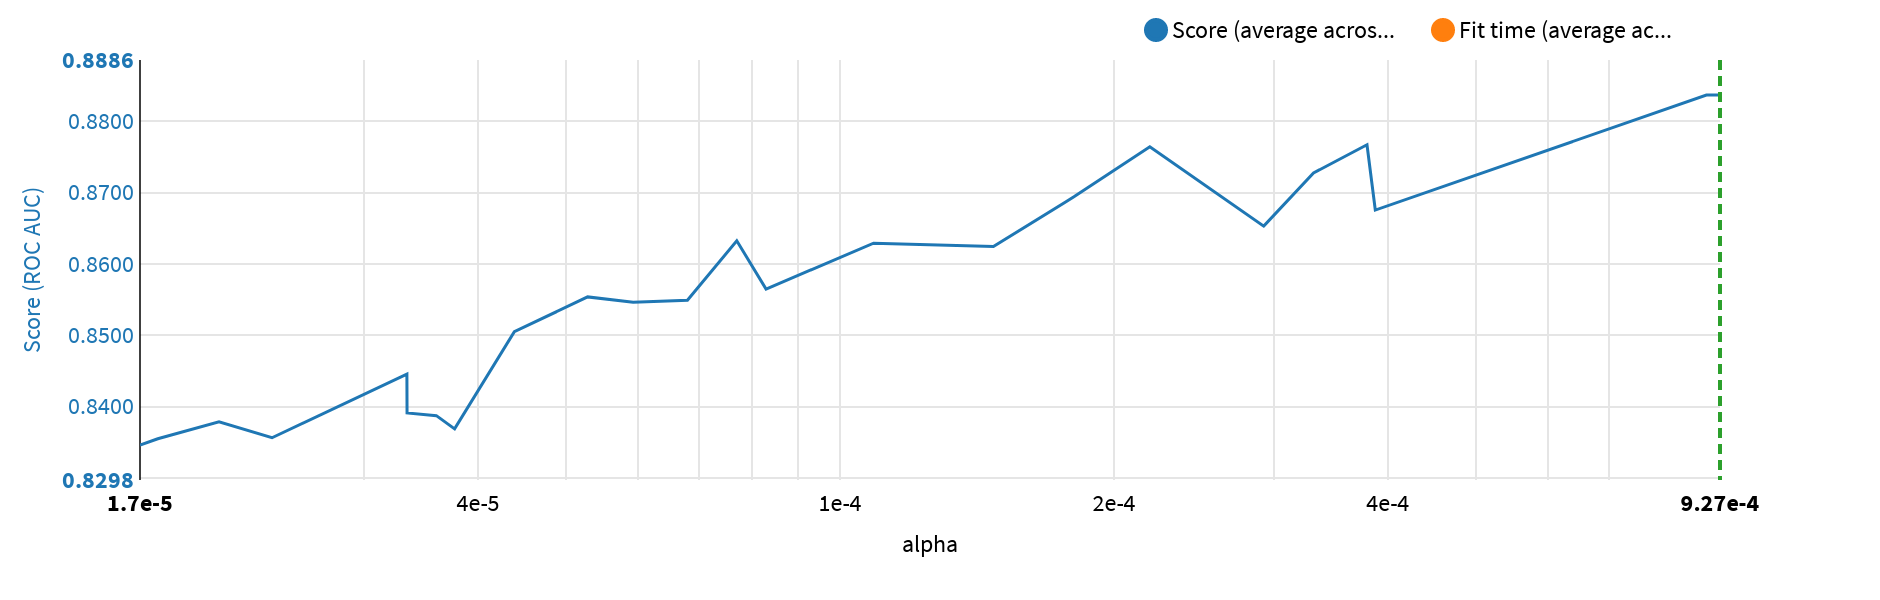 Score (average acros...
Fit time (average ac...
0.8886
0.8800
0.8700
0.8600
0.8500
0.8400
0.8298
Score (ROC AUC)
1.7e-5
4e-5
1e-4
2e-4
4e-4
9.27e-4
alpha